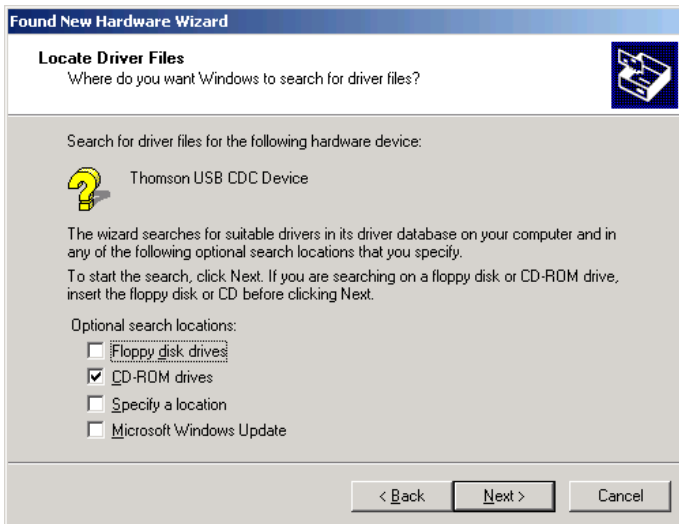 Found New Hardware Wizard
Locate Driver Files
Where do you want Windows to search for driver files?
Search for driver files for the following hardware device:
Thomson USB CDC Device
The wizard searches for suitable drivers in its driver database on your computer and in
any of the following optional search locations that you specify.
To start the search, click Next. If you are searching on a floppy disk or CD-ROM drive,
insert the floppy disk or CD before clicking Next.
Optional search locations:
Floppy disk drives
CD-ROM drives
Specify a location
Microsoft Windows Update
< Back Next > Cancel